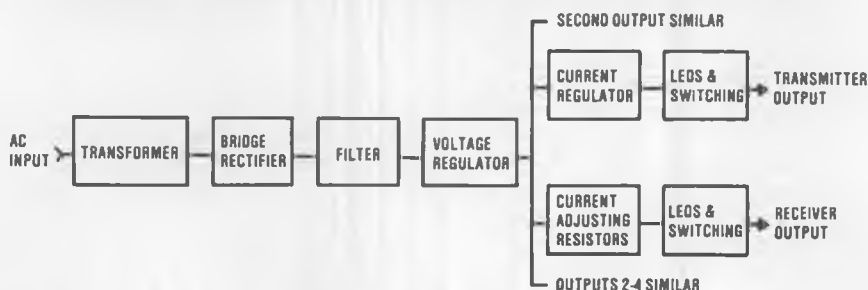 SECOND OUTPUT SIMILAR
CURRENT
REGULATOR
LEDS &
SWITCHING
TRANSMITTER
OUTPUT
AC
INPUT
TRANSFORMER
BRIDGE
RECTIFIER
FILTER
VOLTAGE
REGULATOR
CURRENT
ADJUSTING
RESISTORS
LEDS &
SWITCHING
RECEIVER
OUTPUT
OUTPUTS 2-4 SIMILAR